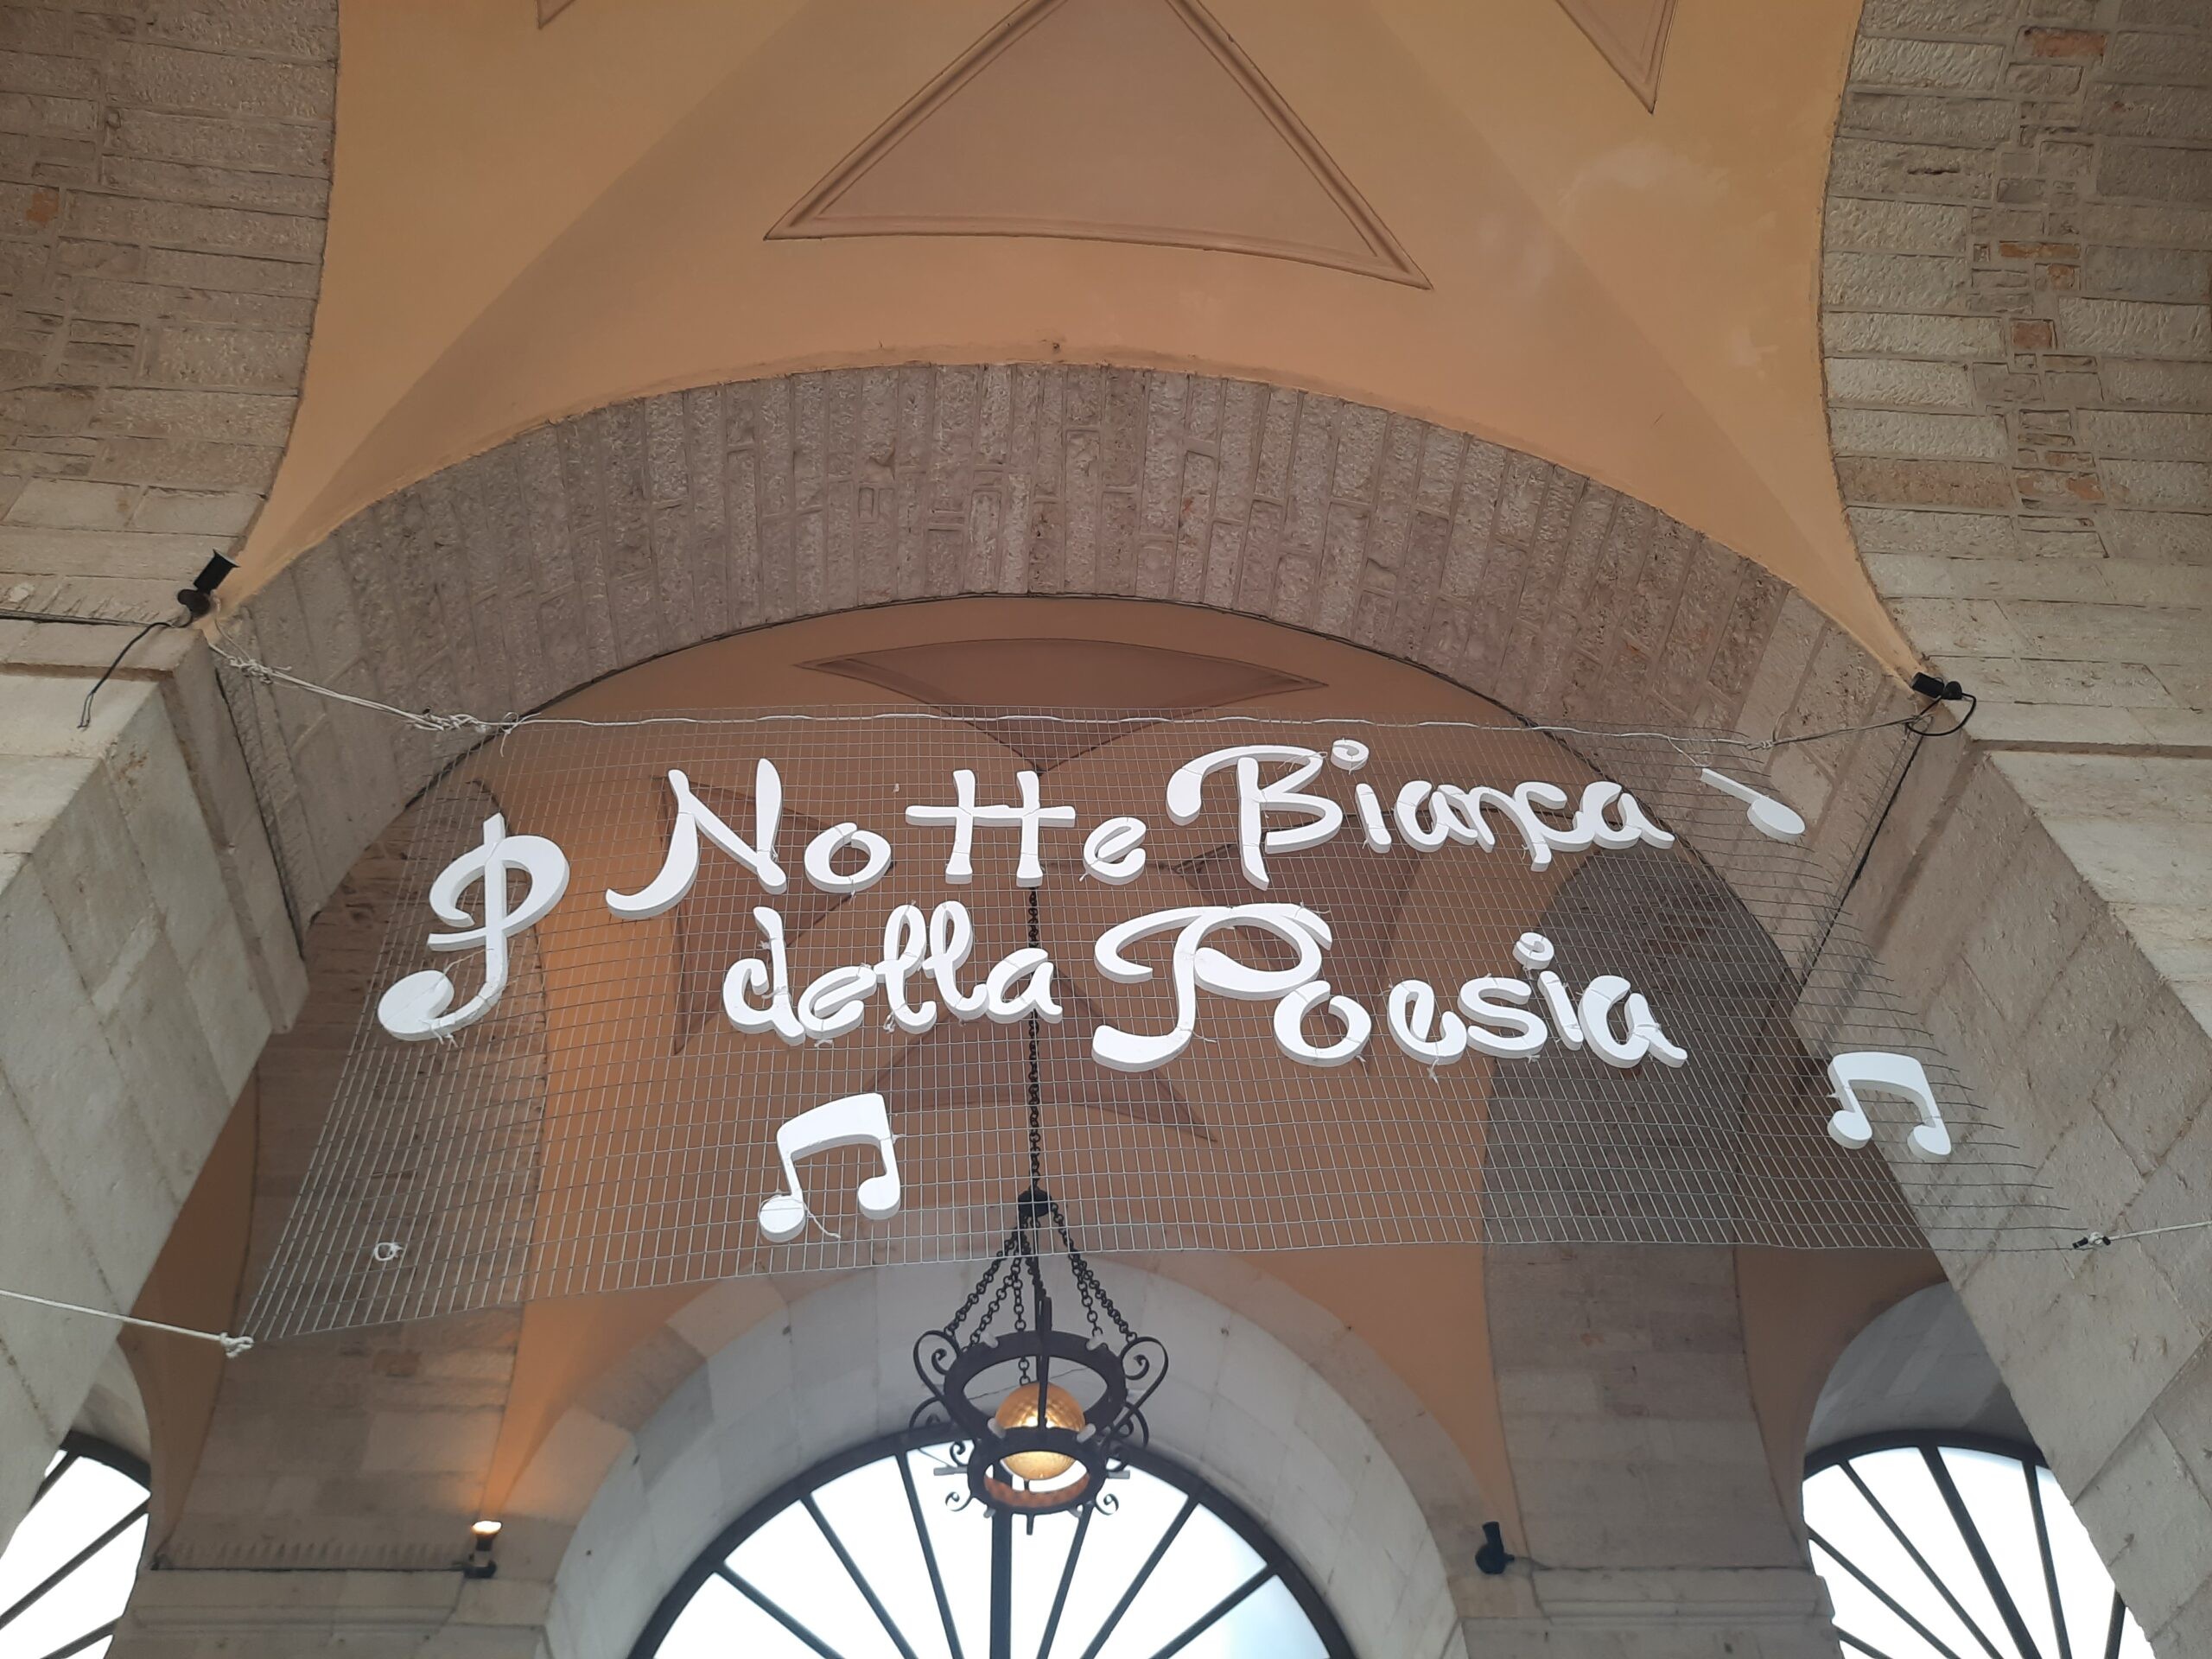 Notte Bianca
della Poesia